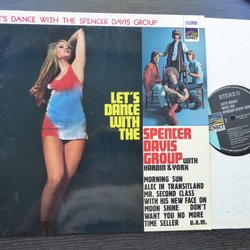 T'S DANCE WITH THE SPENCER DAVIS GROUP
SUNSET
LET'S
DANCE
WITH
THE
SPENCER
DAVIS
GROUP WITH
HARDIN & YORK
MORNING SUN
ALEC IN TRANSITLAND
MR. SECOND CLASS
WITH HIS NEW FACE ON
MOON SHINE DON'T
WANT YOU NO MORE
TIME SELLER u.a.m.
SUNSET